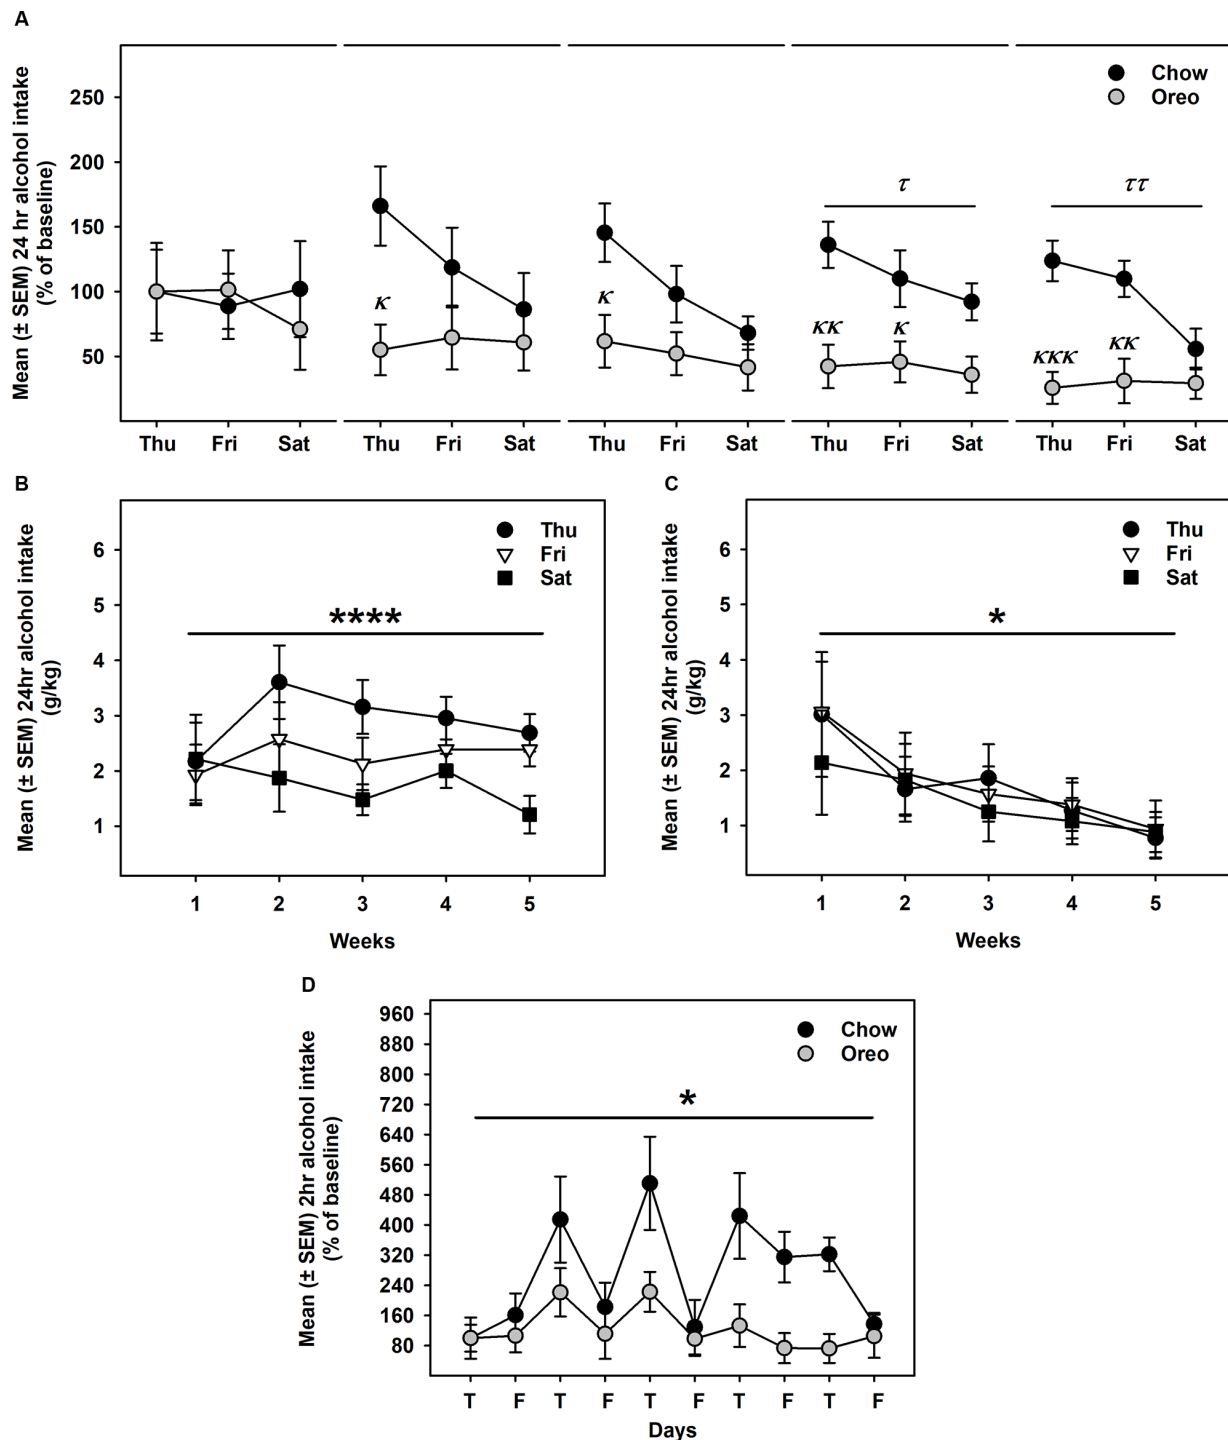 A
Mean (± SEM) 24 hr alcohol intake
(% of baseline)
250
200
150
100
50
Chow
Oreo
κ
κ
τ
κκ
κ
ττ
κκκ
κκ
Thu Fri Sat Thu Fri Sat Thu Fri Sat Thu Fri Sat Thu Fri Sat
B
Mean (± SEM) 24hr alcohol intake
(g/kg)
6
5
4
3
2
1
Thu
Fri
Sat
****
1 2 3 4 5
Weeks
C
Mean (± SEM) 24hr alcohol intake
(g/kg)
6
5
4
3
2
1
Thu
Fri
Sat
*
1 2 3 4 5
Weeks
D
Mean (± SEM) 2hr alcohol intake
(% of baseline)
960
880
800
720
640
560
480
400
320
240
160
80
Chow
Oreo
*
T F T F T F T F T F
Days